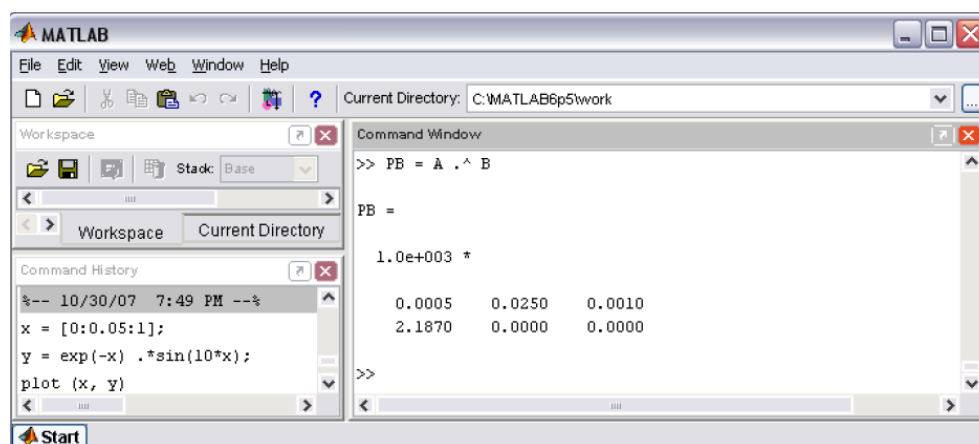 MATLAB
File Edit View Web Window Help
? Current Directory: C:\MATLAB6p5\work ...
Workspace
Stack: Base
Workspace Current Directory
Command History
%-- 10/30/07 7:49 PM --%
x = [0:0.05:1];
y = exp(-x) .*sin(10*x);
plot (x, y)
Command Window
>> PB = A .^ B
PB =
1.0e+003 *
0.0005 0.0250 0.0010
2.1870 0.0000 0.0000
>>
Start